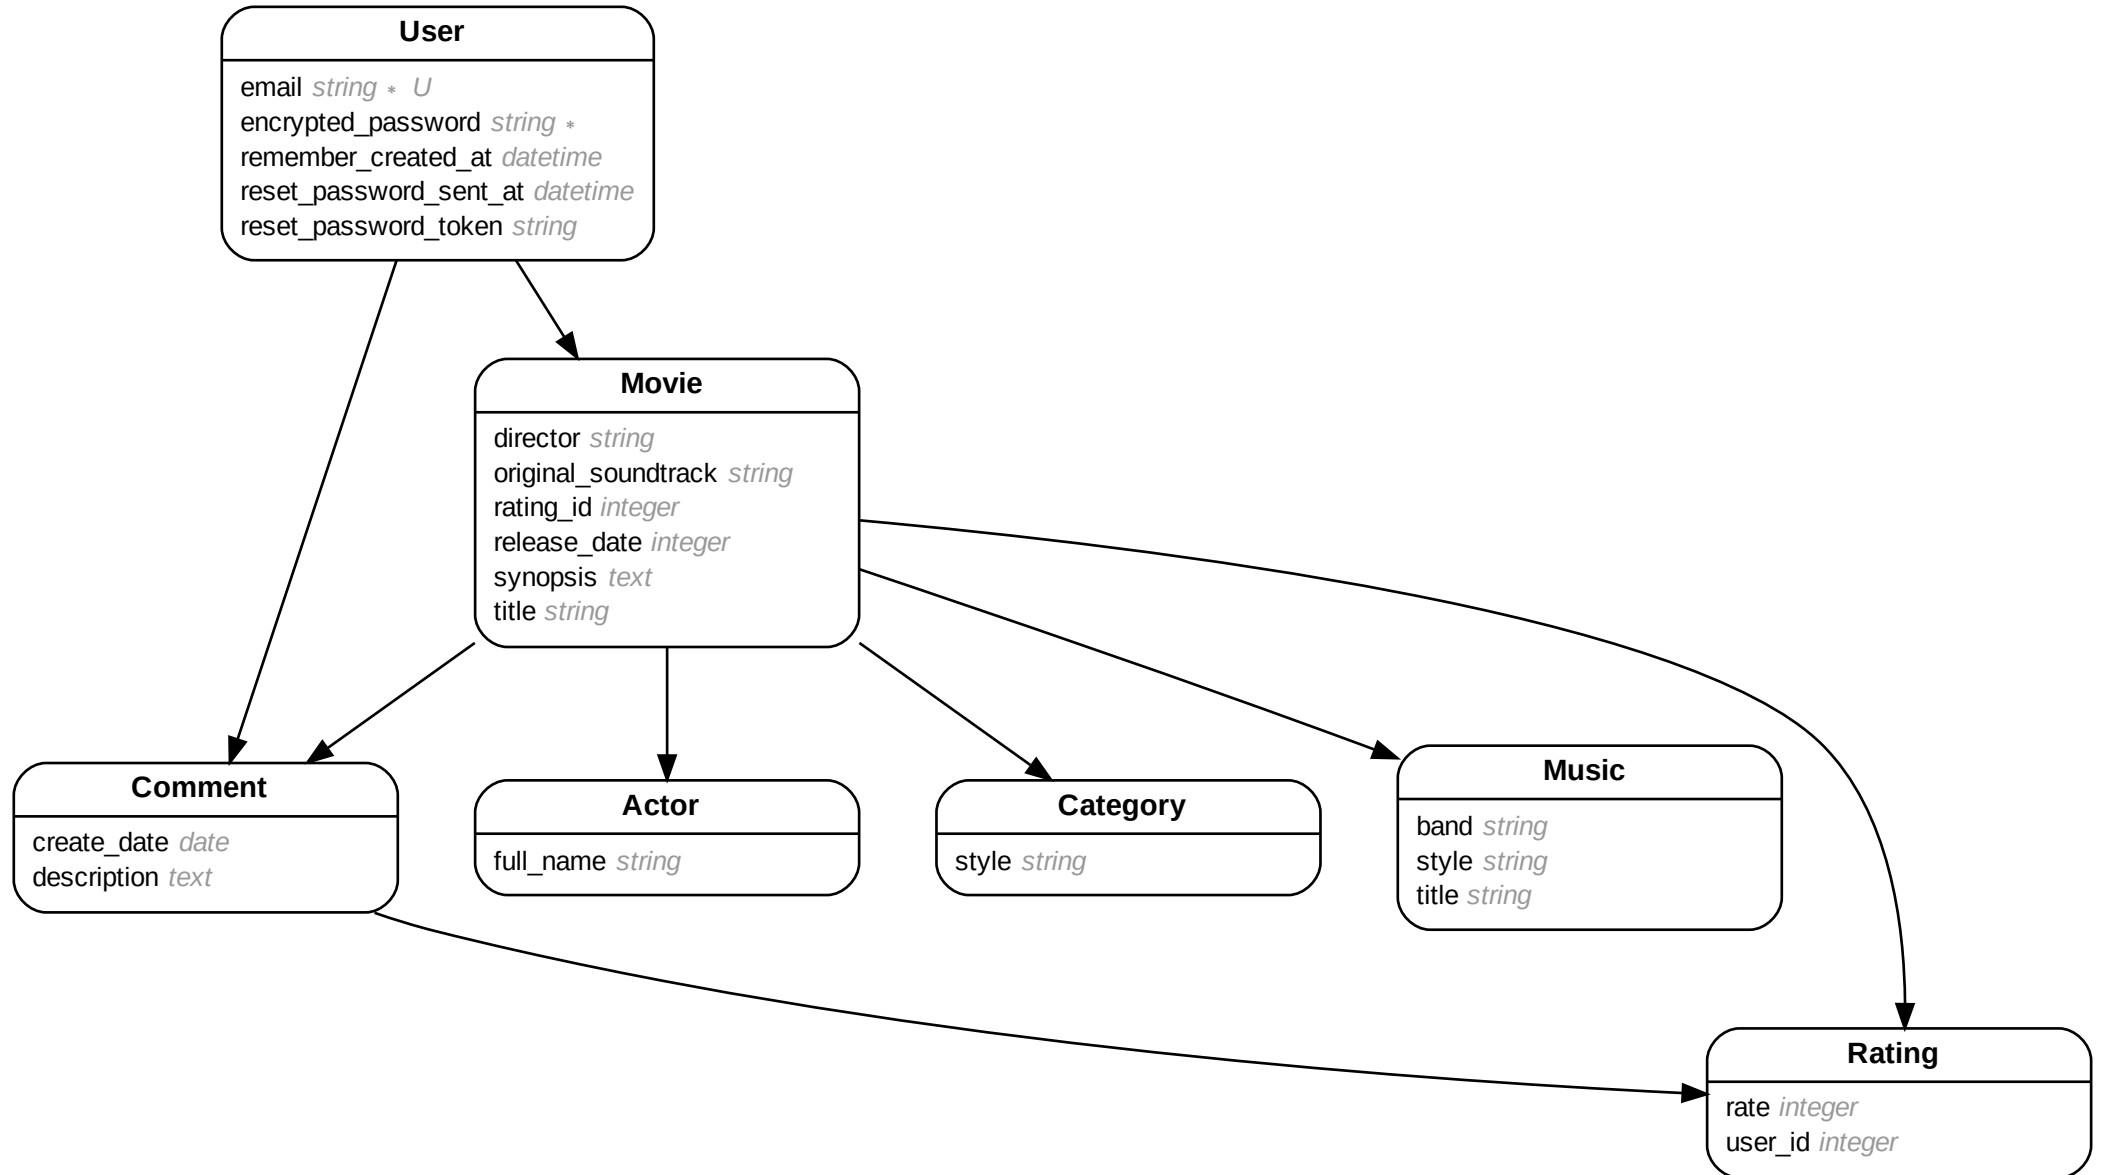 User
email string * U
encrypted_password string *
remember_created_at datetime
reset_password_sent_at datetime
reset_password_token string
Movie
director string
original_soundtrack string
rating_id integer
release_date integer
synopsis text
title string
Comment
create_date date
description text
Actor
full_name string
Category
style string
Music
band string
style string
title string
Rating
rate integer
user_id integer